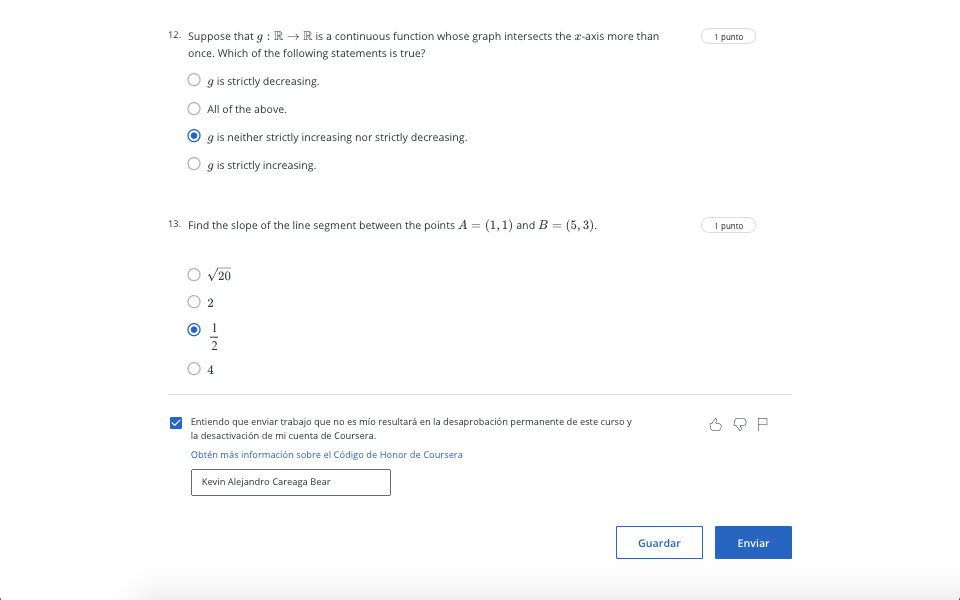 12. Suppose that g : ℝ → ℝ is a continuous function whose graph intersects the x-axis more than
once. Which of the following statements is true?
1 punto
g is strictly decreasing.
All of the above.
g is neither strictly increasing nor strictly decreasing.
g is strictly increasing.
13. Find the slope of the line segment between the points A = (1, 1) and B = (5, 3).
1 punto
√20
2
1/2
4
Entiendo que enviar trabajo que no es mío resultará en la desaprobación permanente de este curso y
la desactivación de mi cuenta de Coursera.
Obtén más información sobre el Código de Honor de Coursera
Kevin Alejandro Careaga Bear
Guardar
Enviar